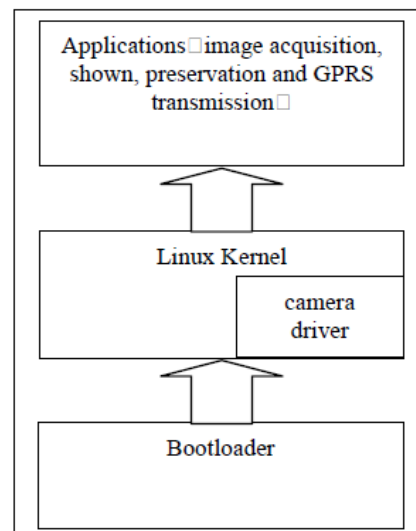 Applications□image acquisition,
shown, preservation and GPRS
transmission□
Linux Kernel
camera
driver
Bootloader